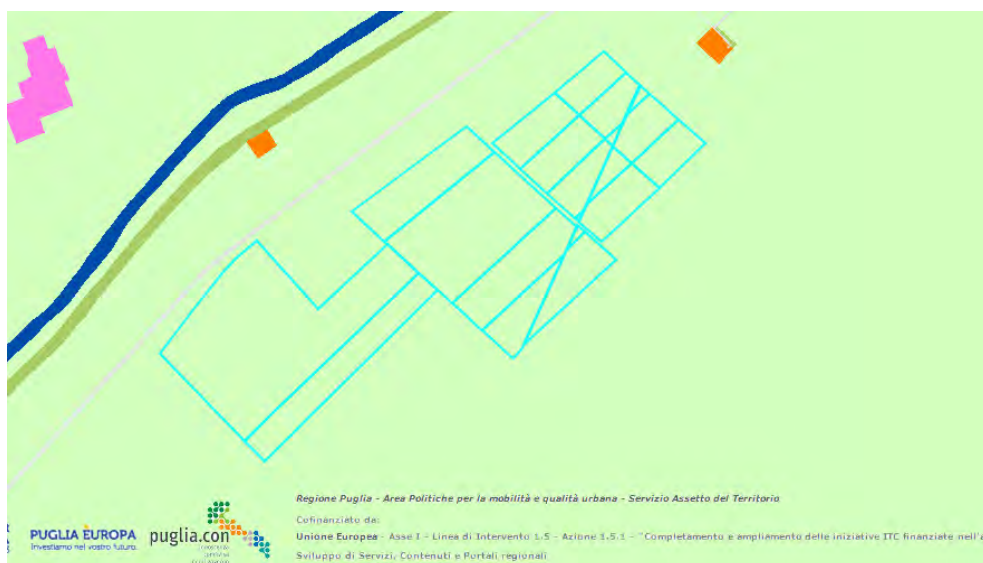 Regione Puglia - Area Politiche per la mobilità e qualità urbana - Servizio Assetto del Territorio
Cofinanziato da:
Unione Europea - Asse I - Linea di Intervento 1.5 - Azione 1.5.1 - "Completamento e ampliamento delle iniziative ITC finanziate nell'a
Sviluppo di Servizi, Contenuti e Portali regionali
PUGLIA EUROPA
Investiamo nel vostro futuro.
puglia.con